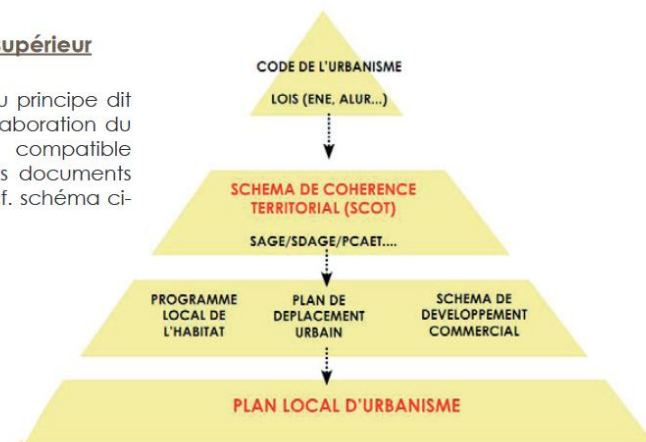 supérieur
principe dit
aboration du
compatible
documents
schéma ci-
CODE DE L'URBANISME
LOIS (ENE, ALUR...)
SCHEMA DE COHERENCE
TERRITORIAL (SCOT)
SAGE/SDAGE/PCAET....
PROGRAMME
LOCAL DE
L'HABITAT
PLAN DE
DEPLACEMENT
URBAIN
SCHEMA DE
DEVELOPPEMENT
COMMERCIAL
PLAN LOCAL D'URBANISME